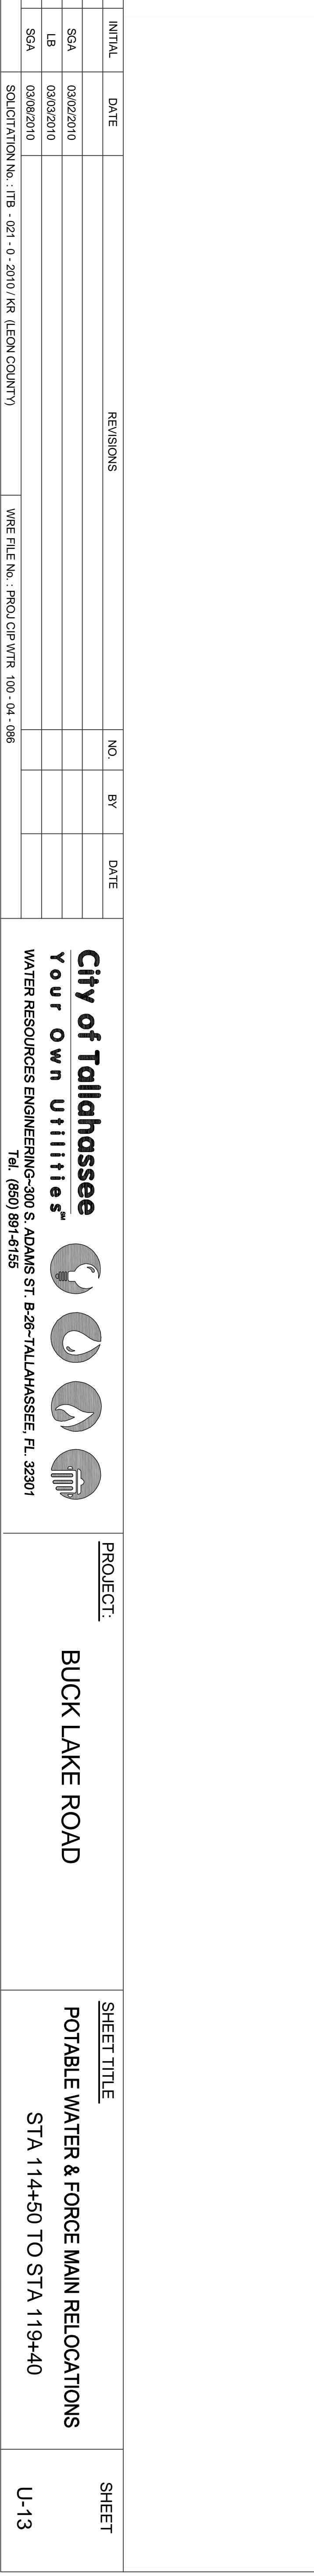 INITIAL DATE REVISIONS NO. BY DATE
SGA 03/02/2010
LB 03/03/2010
SGA 03/08/2010
SOLICITATION No. : ITB - 021 - 0 - 2010 / KR (LEON COUNTY)
WRE FILE No. : PROJ CIP WTR 100 - 04 - 086
City of Tallahassee
Your Own Utilities℠
WATER RESOURCES ENGINEERING~300 S. ADAMS ST. B-26~TALLAHASSEE, FL. 32301
Tel. (850) 891-6155
PROJECT:
BUCK LAKE ROAD
SHEET TITLE
POTABLE WATER & FORCE MAIN RELOCATIONS
STA 114+50 TO STA 119+40
SHEET
U-13